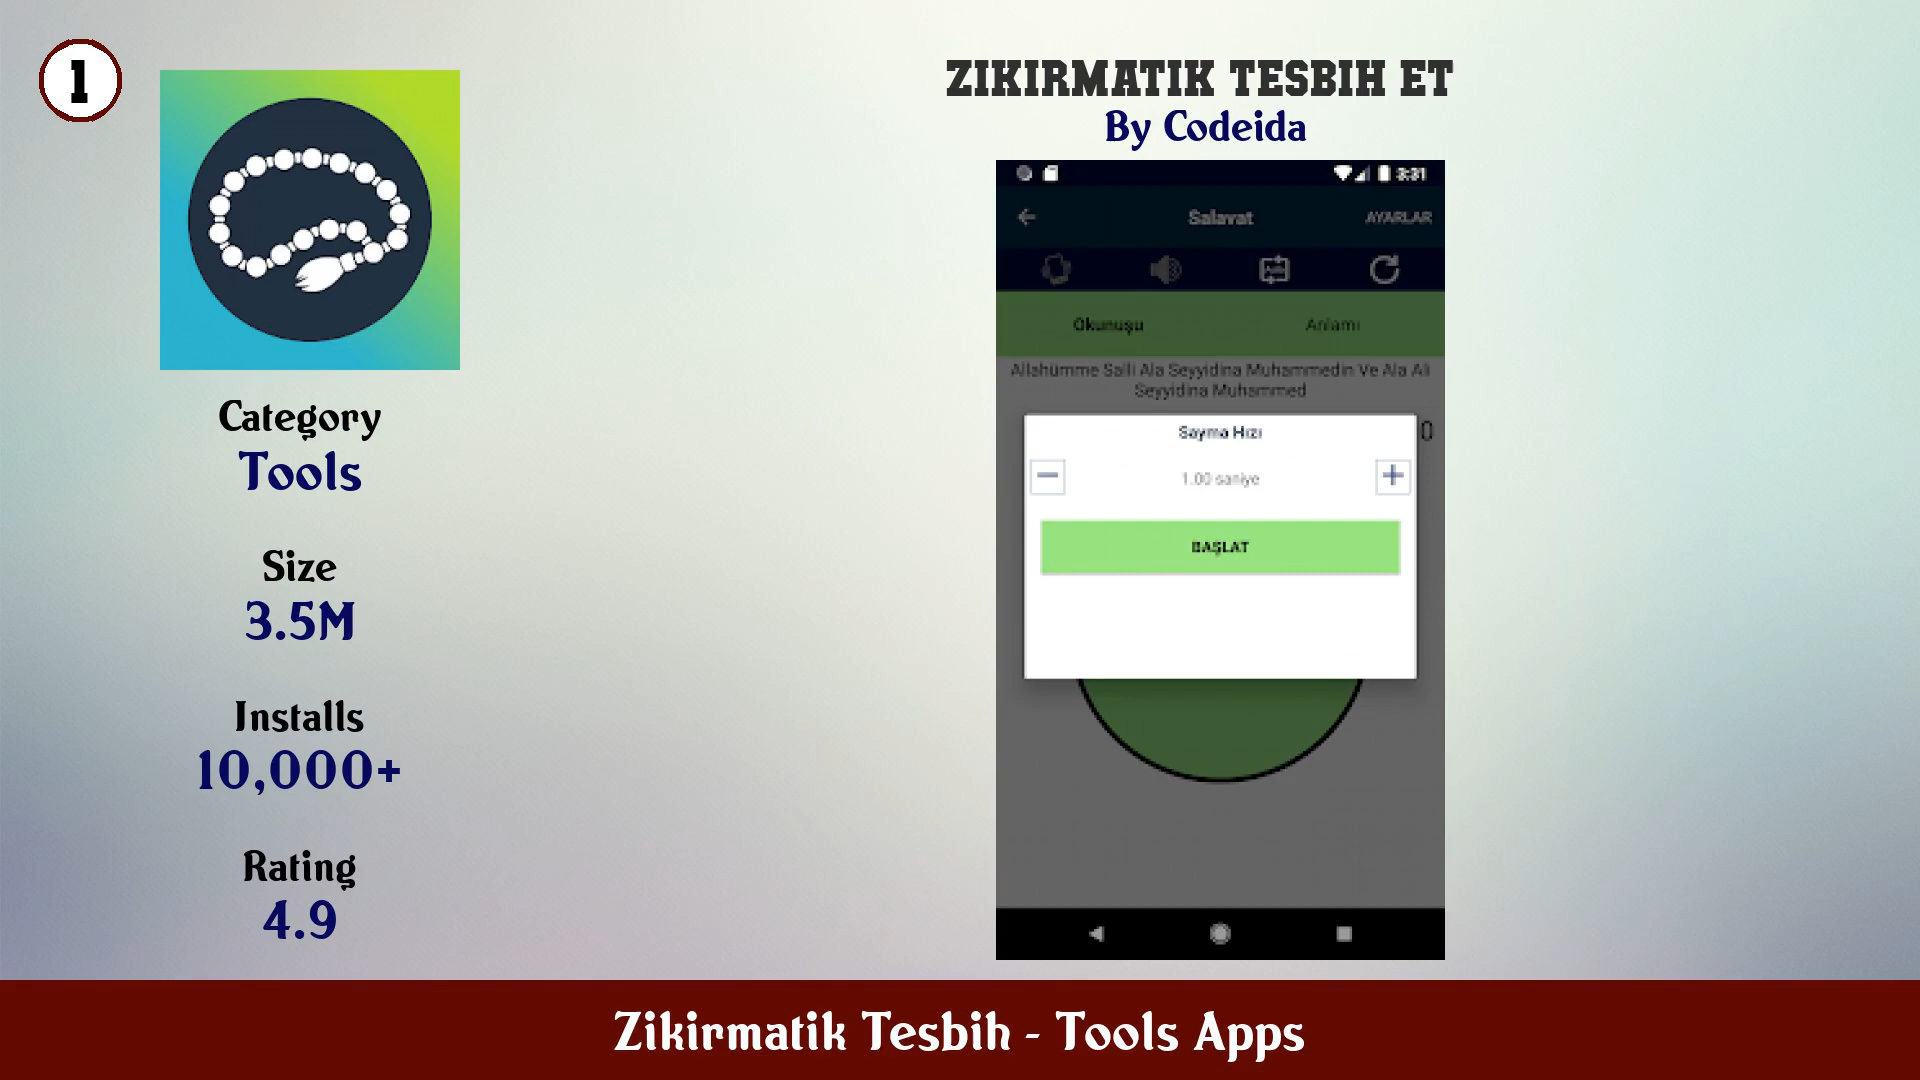 1
ZIKIRMATIK TESBIH ET
By Codeida
Category
Tools
Size
3.5M
Installs
10,000+
Rating
4.9
3:31
Salavat
AYARLAR
Okunuşu
Anlamı
Allahümme Salli Ala Seyyidina Muhammedin Ve Ala Ali
Seyyidina Muhammed
0
Sayma Hızı
1.00 saniye
BAŞLAT
Zikirmatik Tesbih - Tools Apps